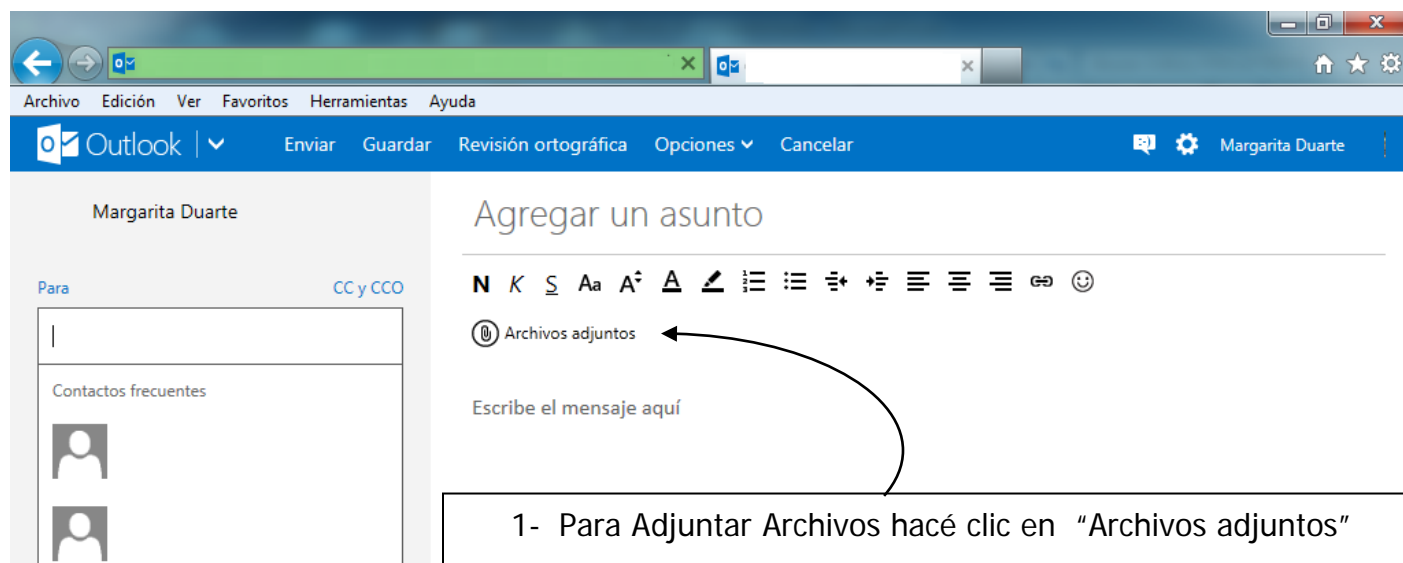 Archivo Edición Ver Favoritos Herramientas Ayuda
Outlook Enviar Guardar Revisión ortográfica Opciones Cancelar Margarita Duarte
Margarita Duarte
Agregar un asunto
Para CC y CCO
N K S Aa A A
Archivos adjuntos
Contactos frecuentes
Escribe el mensaje aquí
1- Para Adjuntar Archivos hacé clic en “Archivos adjuntos”